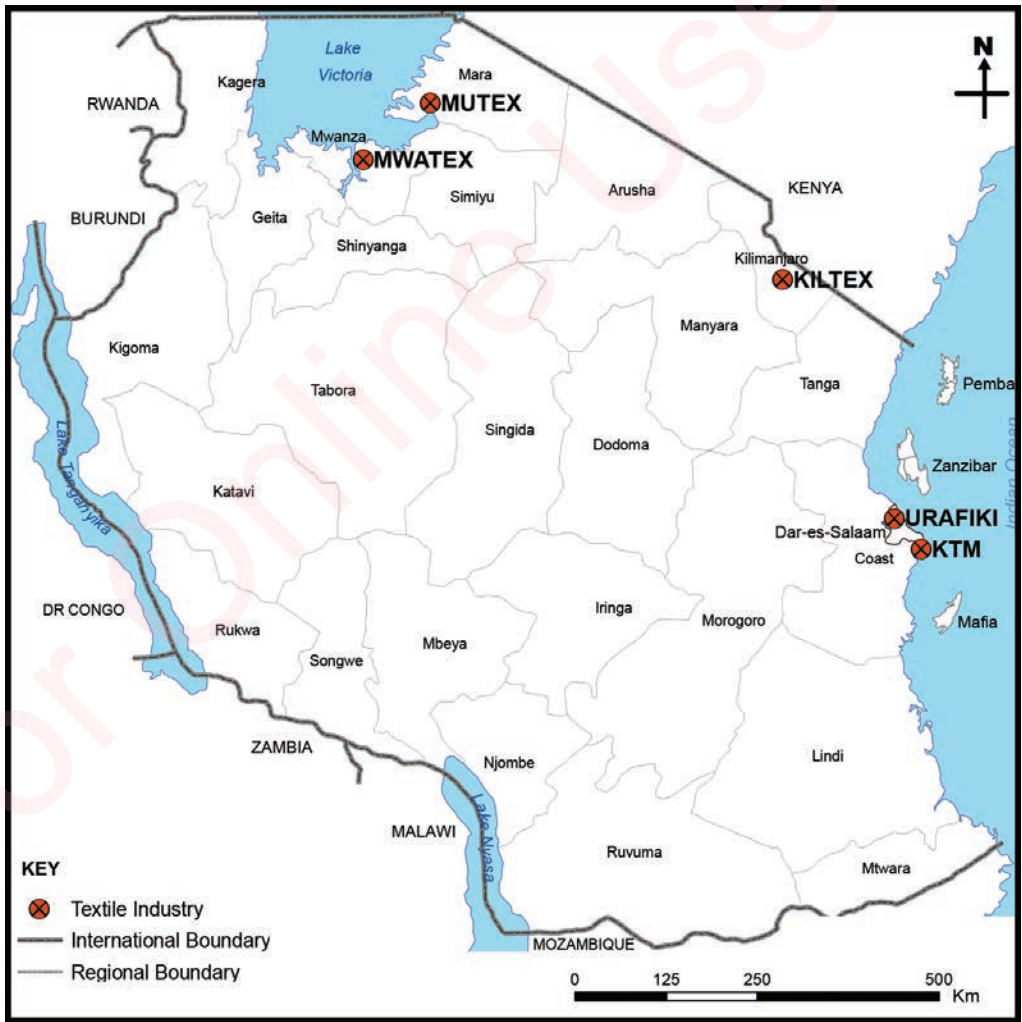 N
Lake
Victoria
Mara
Kagera
RWANDA
MUTEX
Mwanza
MWATEX
Simiyu
Arusha
KENYA
BURUNDI
Geita
Shinyanga
Kilimanjaro
KILTEX
Manyara
Kigoma
Tabora
Tanga
Pemba
Singida
Dodoma
Lake Tanganyika
Zanzibar
Indian Ocean
Katavi
URAFIKI
Dar-es-Salaam
KTM
Coast
DR CONGO
Iringa
Morogoro
Mafia
Rukwa
Mbeya
Songwe
ZAMBIA
Njombe
Lindi
MALAWI
Lake Nyasa
Ruvuma
Mtwara
MOZAMBIQUE
KEY
Textile Industry
International Boundary
Regional Boundary
0 125 250 500
Km
or Online Use